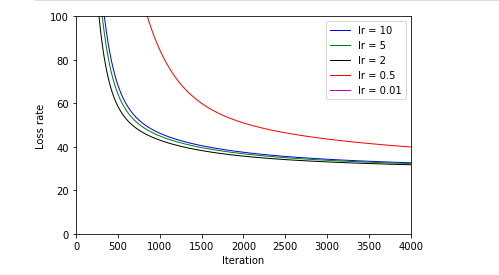 100
80
60
40
20
0
Loss rate
lr = 10
lr = 5
lr = 2
lr = 0.5
lr = 0.01
0 500 1000 1500 2000 2500 3000 3500 4000
Iteration